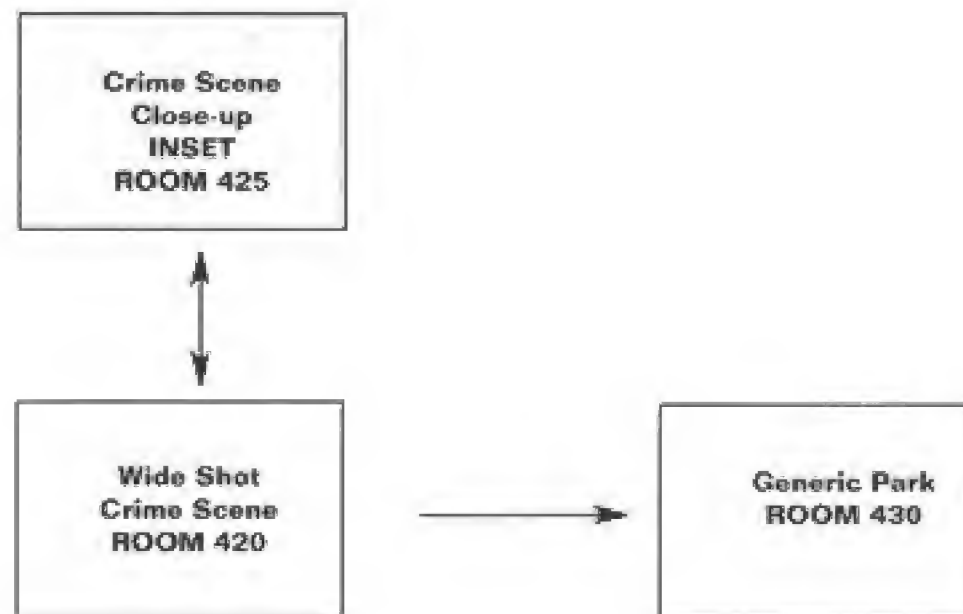 Crime Scene
Close-up
INSET
ROOM 425
Wide Shot
Crime Scene
ROOM 420
Generic Park
ROOM 430